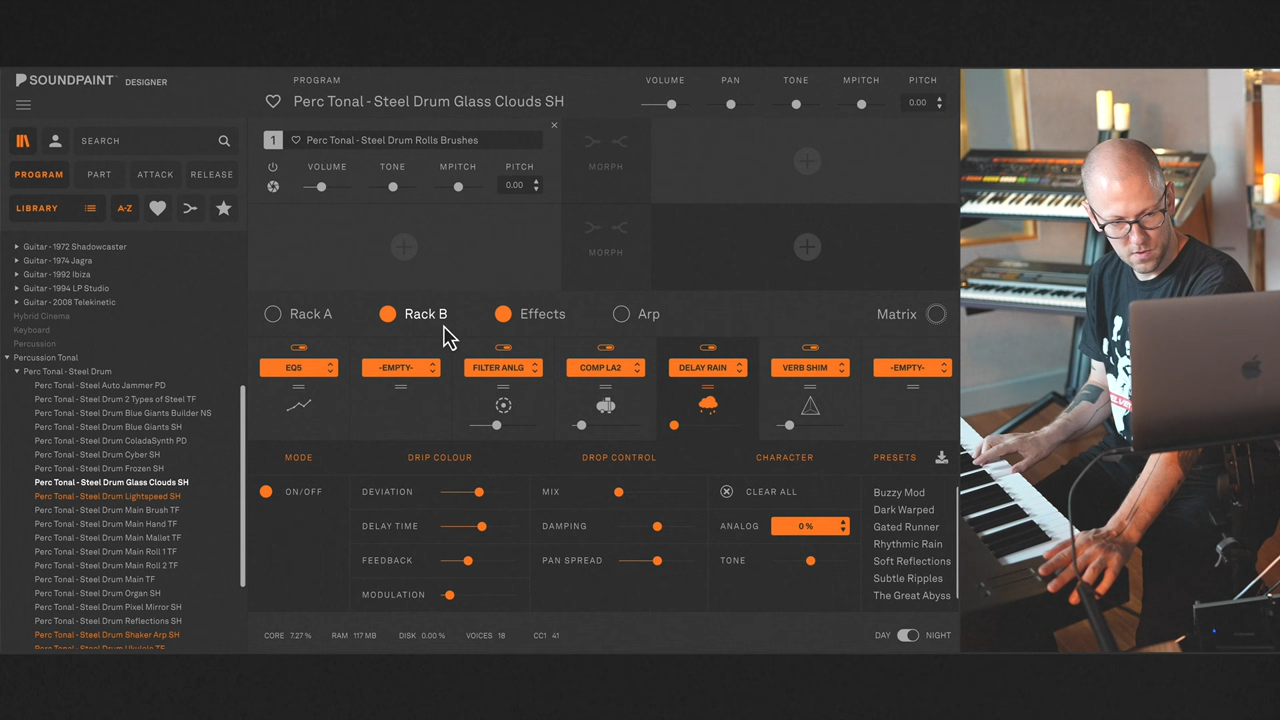 SOUNDPAINT™ DESIGNER
SEARCH
PROGRAM PART ATTACK RELEASE
LIBRARY A-Z
Guitar - 1972 Shadowcaster
Guitar - 1974 Jagra
Guitar - 1992 Ibiza
Guitar - 1994 LP Studio
Guitar - 2008 Telekinetic
Hybrid Cinema
Keyboard
Percussion
Percussion Tonal
Perc Tonal - Steel Drum
Perc Tonal - Steel Auto Jammer PD
Perc Tonal - Steel Drum 2 Types of Steel TF
Perc Tonal - Steel Drum Blue Giants Builder NS
Perc Tonal - Steel Drum Blue Giants SH
Perc Tonal - Steel Drum ColadaSynth PD
Perc Tonal - Steel Drum Cyber SH
Perc Tonal - Steel Drum Frozen SH
Perc Tonal - Steel Drum Glass Clouds SH
Perc Tonal - Steel Drum Lightspeed SH
Perc Tonal - Steel Drum Main Brush TF
Perc Tonal - Steel Drum Main Hand TF
Perc Tonal - Steel Drum Main Mallet TF
Perc Tonal - Steel Drum Main Roll 1 TF
Perc Tonal - Steel Drum Main Roll 2 TF
Perc Tonal - Steel Drum Main TF
Perc Tonal - Steel Drum Organ SH
Perc Tonal - Steel Drum Pixel Mirror SH
Perc Tonal - Steel Drum Reflections SH
Perc Tonal - Steel Drum Shaker Arp SH
Perc Tonal - Steel Drum Ukulele TF
PROGRAM
Perc Tonal - Steel Drum Glass Clouds SH
VOLUME PAN TONE MPITCH PITCH
0.00
1 Perc Tonal - Steel Drum Rolls Brushes
VOLUME TONE MPITCH PITCH
0.00
MORPH
MORPH
Rack A Rack B Effects Arp Matrix
EQ5 -EMPTY- FILTER ANLG COMP LA2 DELAY RAIN VERB SHIM -EMPTY-
MODE DRIP COLOUR DROP CONTROL CHARACTER PRESETS
ON/OFF
DEVIATION
DELAY TIME
FEEDBACK
MODULATION
MIX
DAMPING
PAN SPREAD
CLEAR ALL
ANALOG 0 %
TONE
Buzzy Mod
Dark Warped
Gated Runner
Rhythmic Rain
Soft Reflections
Subtle Ripples
The Great Abyss
CORE 7.27 % RAM 117 MB DISK 0.00 % VOICES 18 CC1 41
DAY NIGHT